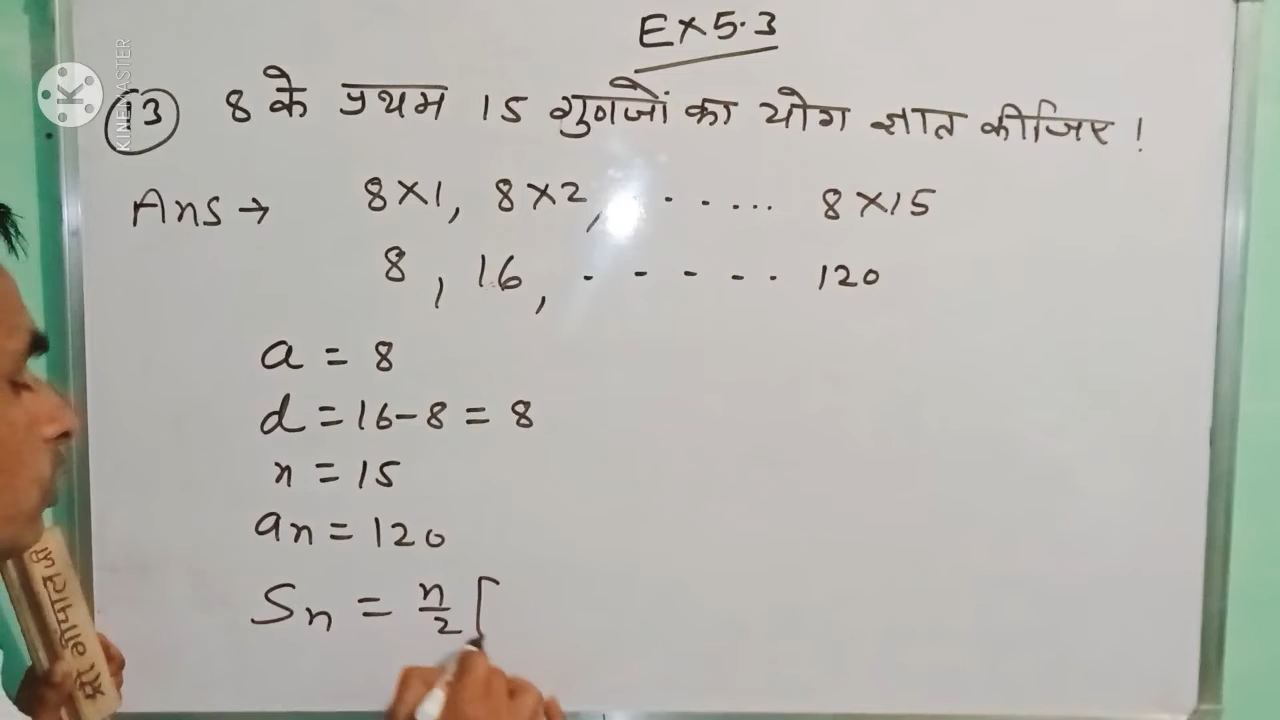 Ex 5.3
13 8 के प्रथम 15 गुणजों का योग ज्ञात कीजिए !
Ans → 8×1, 8×2, ...... 8×15
8, 16, - - - - - 120
a = 8
d = 16-8 = 8
n = 15
an = 120
Sn = n/2 [
KINEMASTER
श्री गोपाल जी